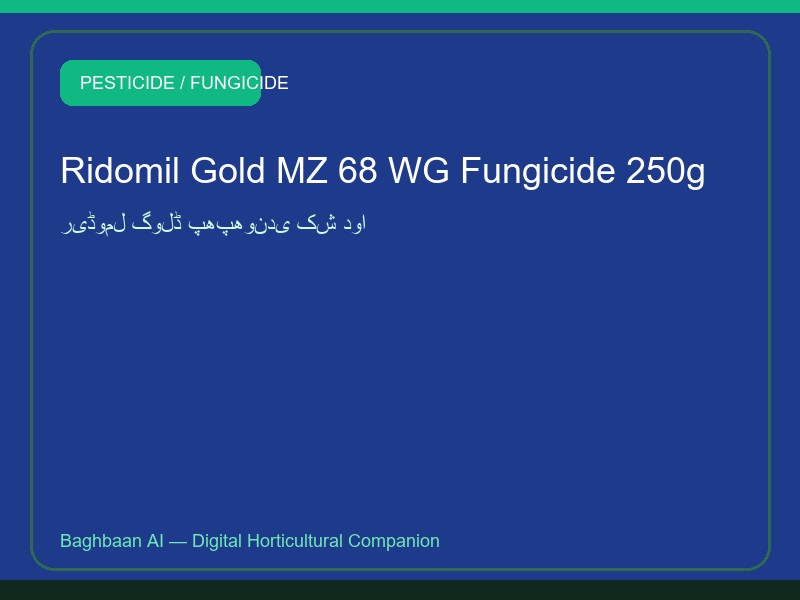 PESTICIDE / FUNGICIDE
Ridomil Gold MZ 68 WG Fungicide 250g
ریڈومل گولڈ پھپھوندی کش دوا
Baghbaan AI — Digital Horticultural Companion